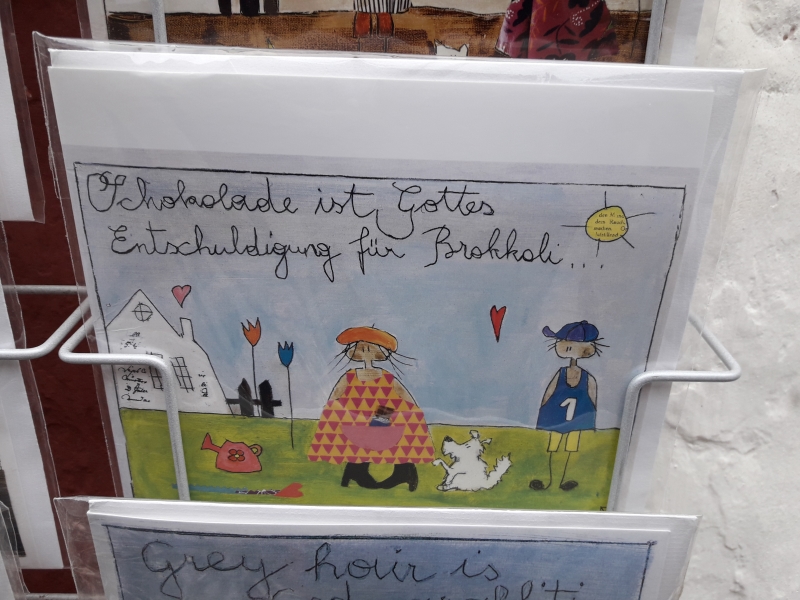 Schokolade ist Gottes
Entschuldigung für Brokkoli...
1
Grey hair is